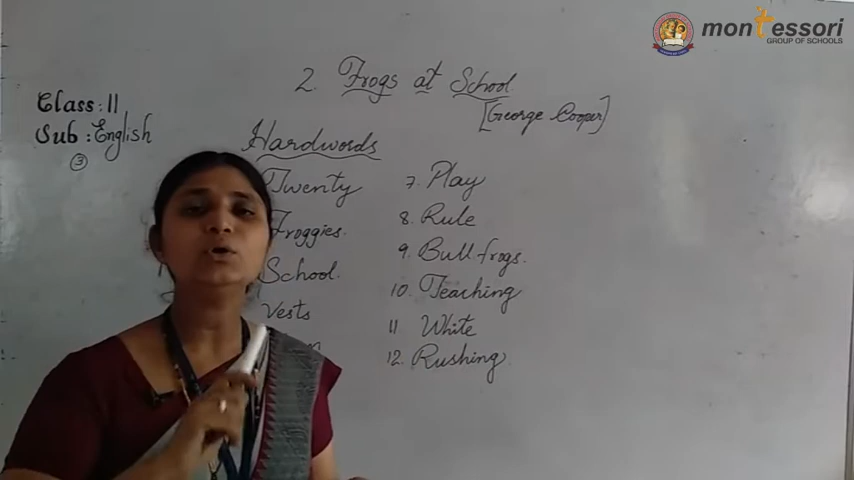 montessori
GROUP OF SCHOOLS
2. Frogs at School
[George Cooper]
Class: II
Sub: English
3
Hardwords
Twenty
Froggies.
School.
Vests
7. Play
8. Rule
9. Bull frogs.
10. Teaching
11 White
12. Rushing